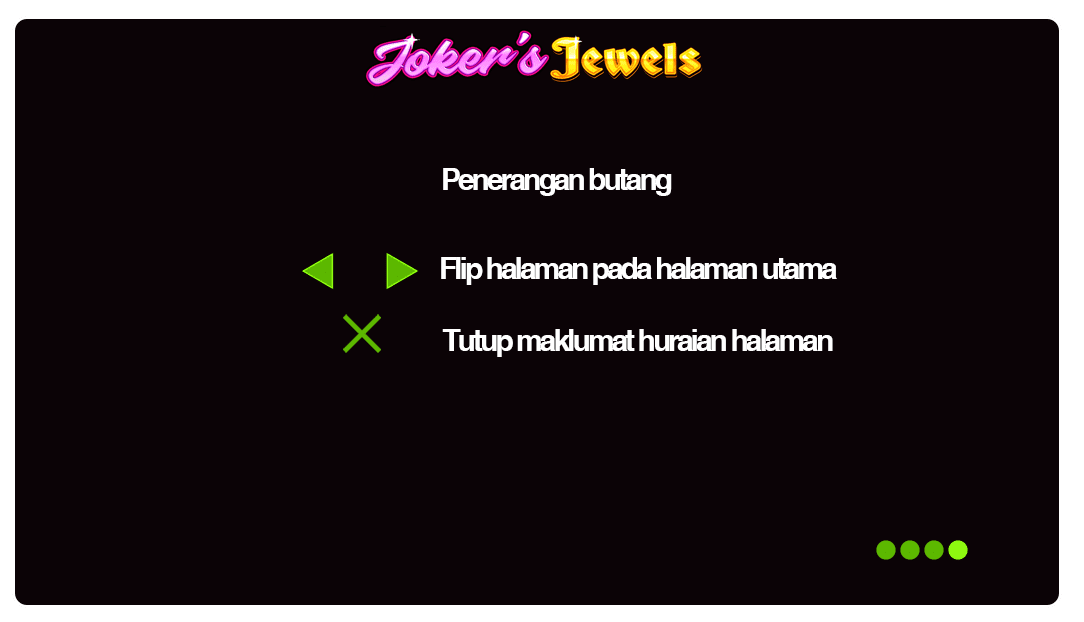 Joker's Jewels
Penerangan butang
Flip halaman pada halaman utama
Tutup maklumat huraian halaman